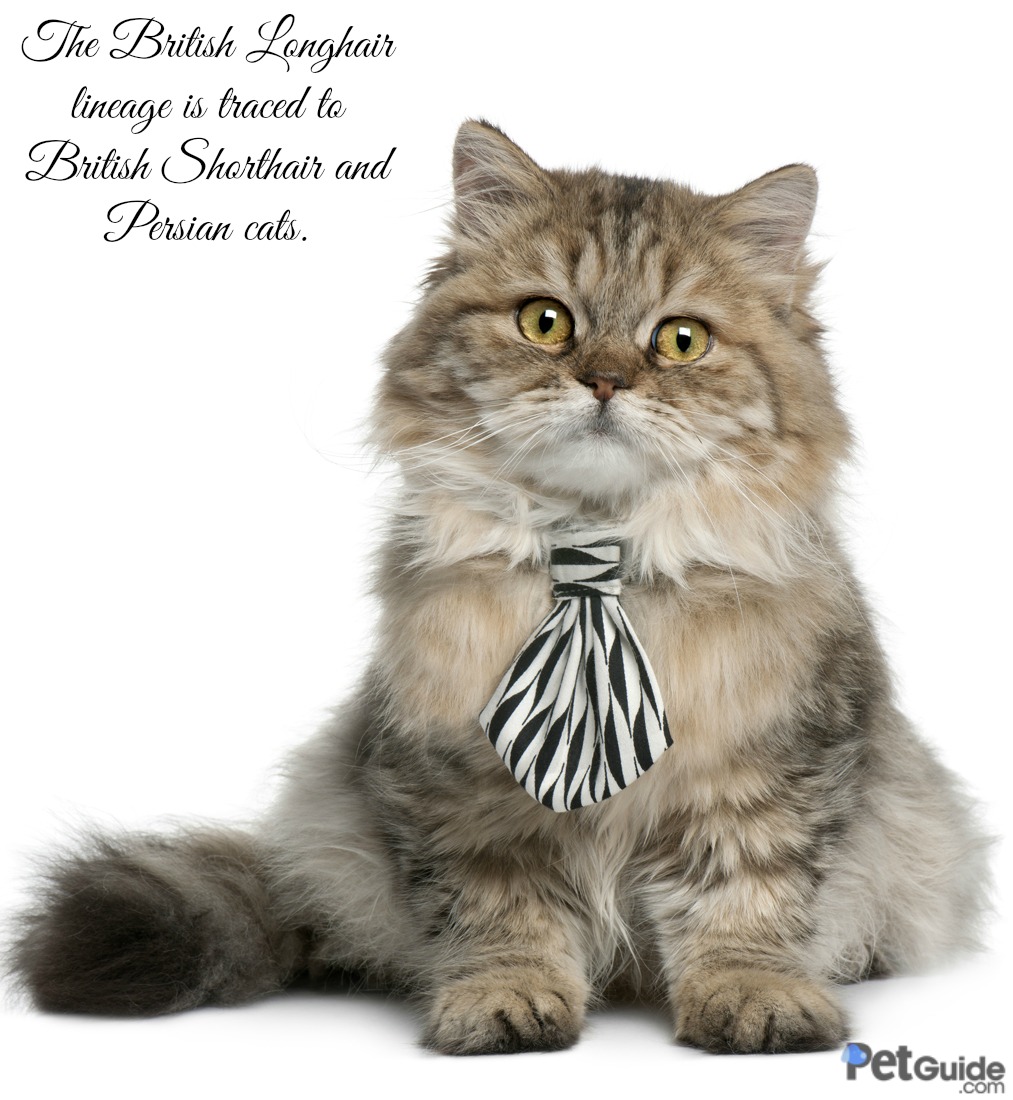 The British Longhair
lineage is traced to
British Shorthair and
Persian cats.
PetGuide
.com